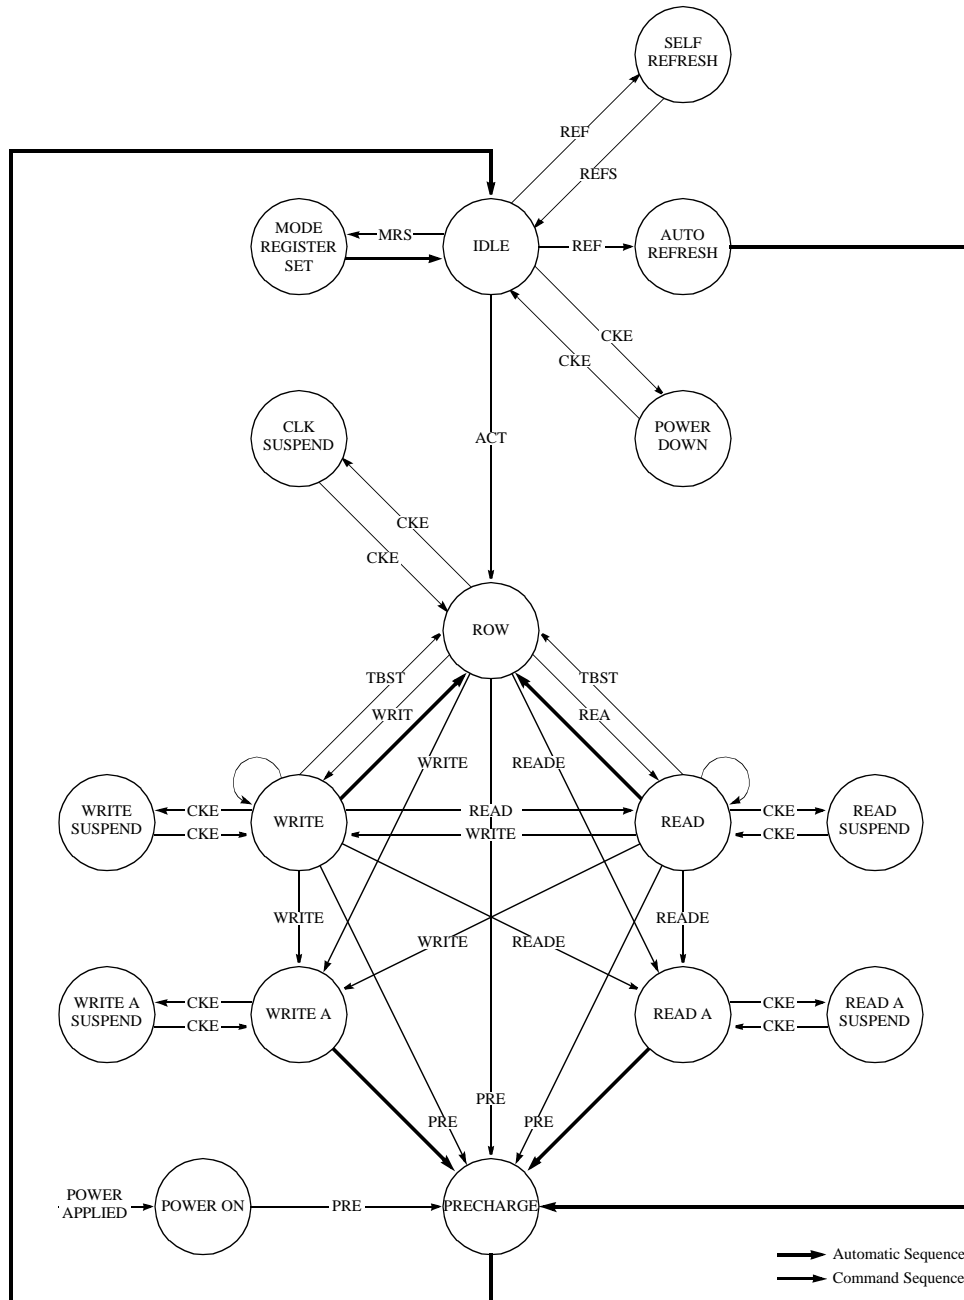 SELF
REFRESH
REF
REFS
MODE
REGISTER
SET
MRS
IDLE
REF
AUTO
REFRESH
CKE
CKE
CLK
SUSPEND
ACT
POWER
DOWN
CKE
CKE
ROW
TBST
TBST
WRIT
REA
WRITE
READE
WRITE
SUSPEND
CKE
CKE
WRITE
READ
WRITE
READ
CKE
CKE
READ
SUSPEND
WRITE
READE
WRITE
READE
WRITE A
SUSPEND
CKE
CKE
WRITE A
READ A
CKE
CKE
READ A
SUSPEND
PRE
PRE
PRE
POWER
APPLIED
POWER ON
PRE
PRECHARGE
Automatic Sequence
Command Sequence